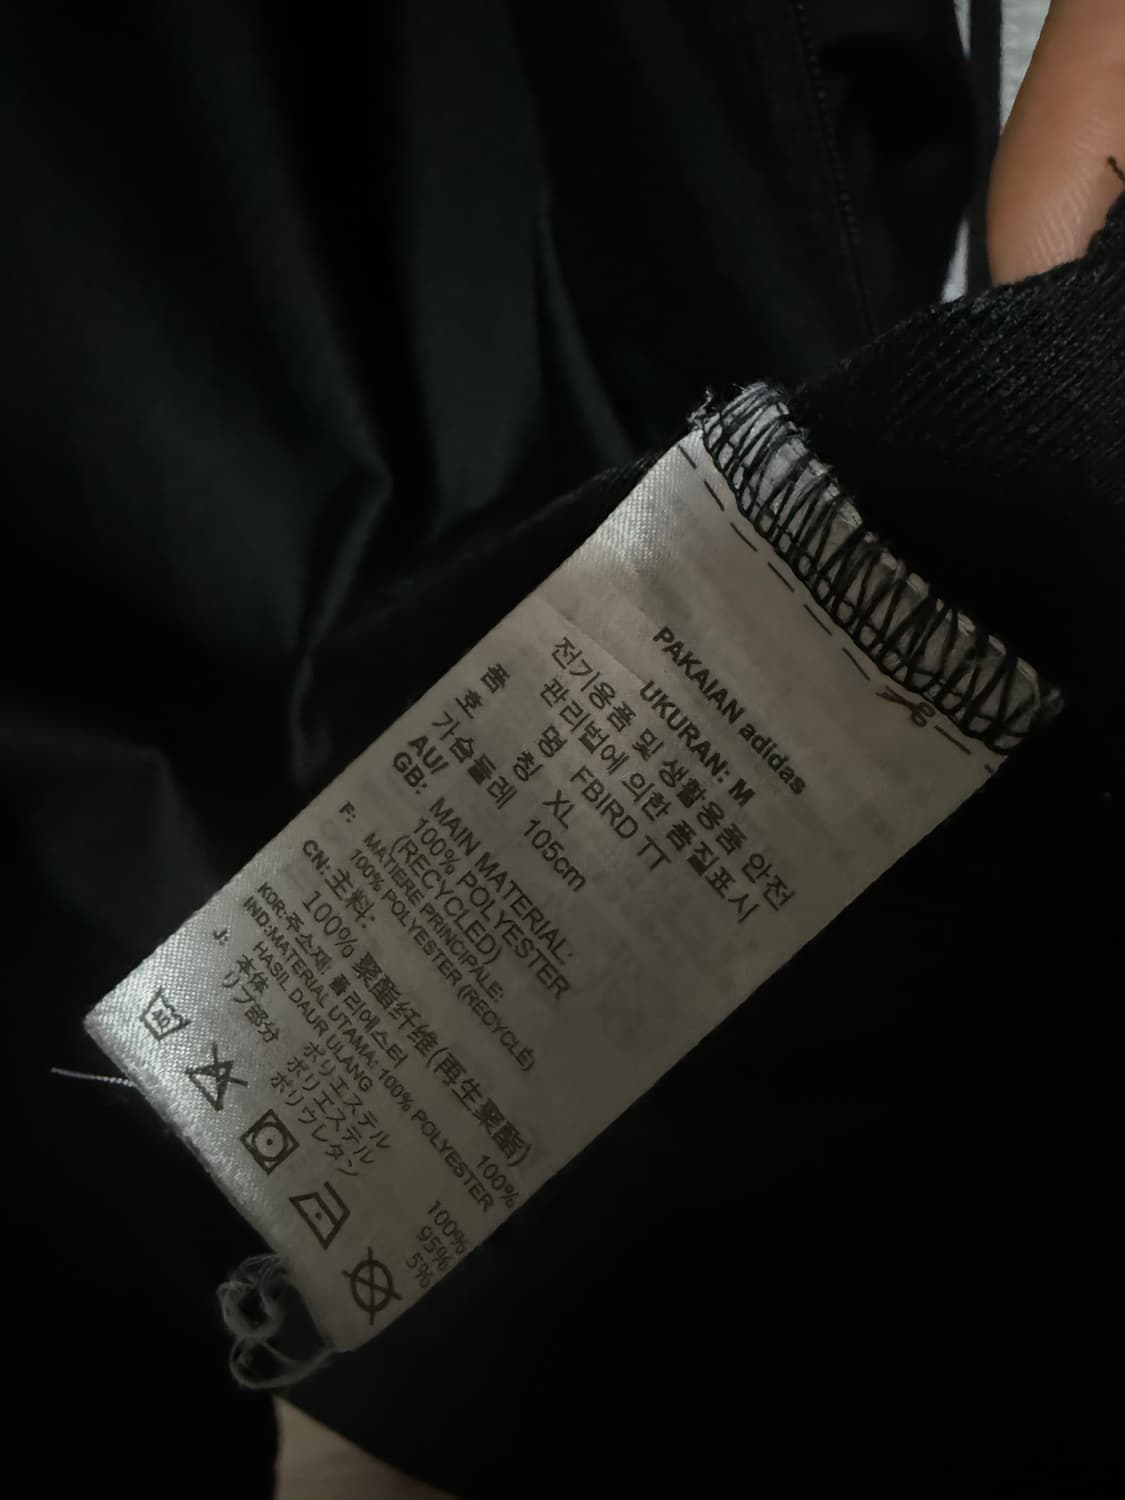 PAKAIAN adidas
UKURAN: M
전기용품 및 생활용품 안전
관리법에 의한 품질표시
품 명 FBIRD TT
호 칭 XL
가슴둘레 105cm
AU/
GB: MAIN MATERIAL:
100% POLYESTER
(RECYCLED)
F: MATIERE PRINCIPALE:
100% POLYESTER (RECYCLÉ)
CN: 主料:
100% 聚酯纤维(再生聚酯)
KOR:주소재: 폴리에스터 100%
IND:MATERIAL UTAMA: 100% POLYESTER
HASIL DAUR ULANG
J: 本体 ポリエステル 100%
リブ部分 ポリエステル 95%
ポリウレタン 5%
40